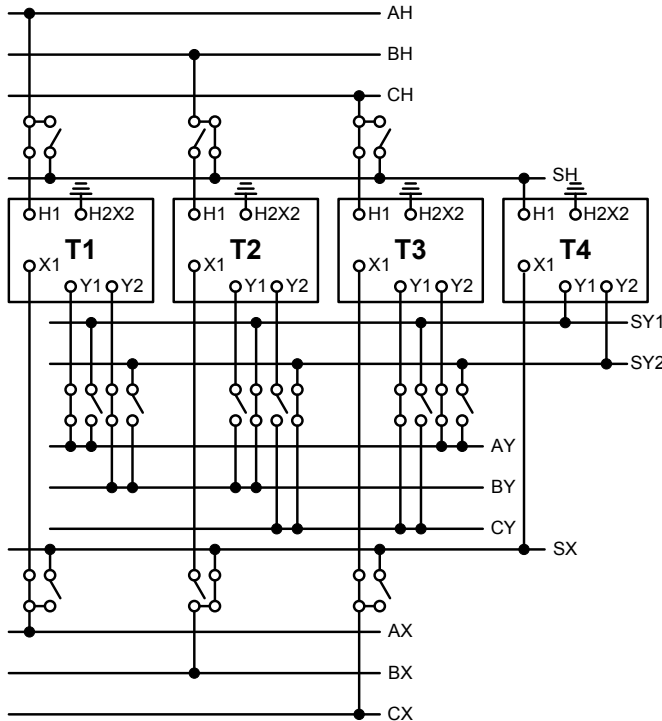 AH
BH
CH
SH
H1 H2X2 H1 H2X2 H1 H2X2 H1 H2X2
T1 T2 T3 T4
X1 X1 X1 X1
Y1 Y2 Y1 Y2 Y1 Y2 Y1 Y2
SY1
SY2
AY
BY
CY
SX
AX
BX
CX